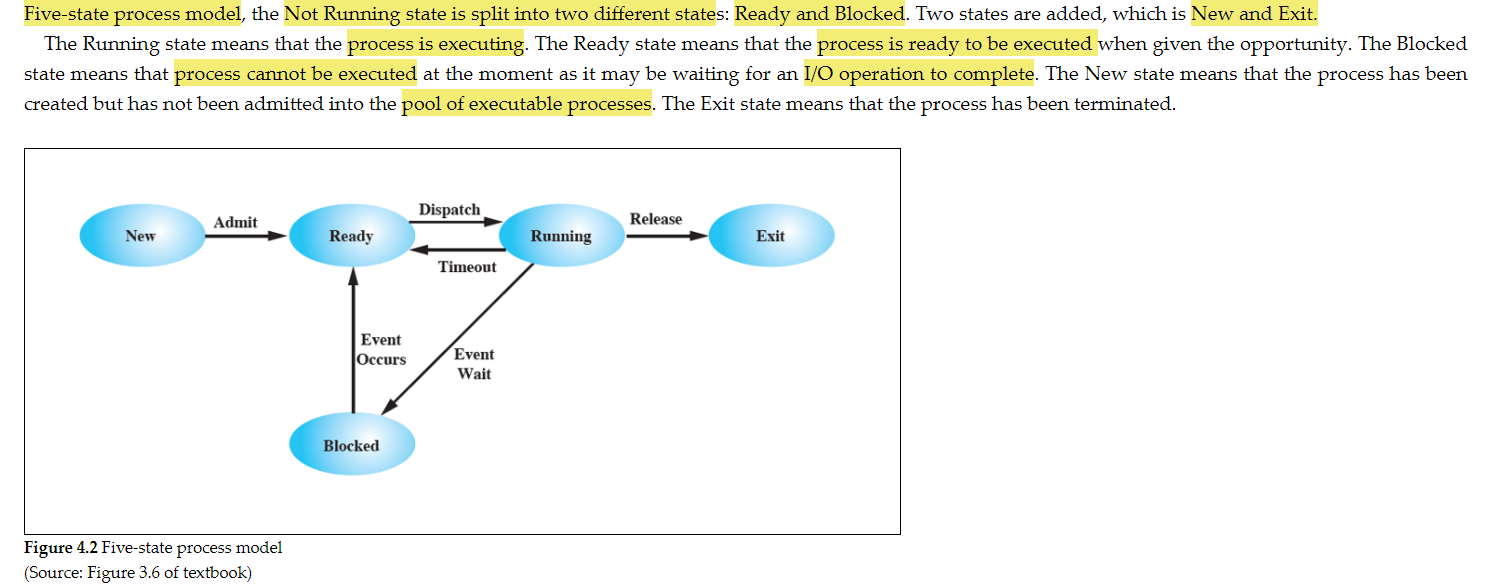 Five-state process model, the Not Running state is split into two different states: Ready and Blocked. Two states are added, which is New and Exit.
The Running state means that the process is executing. The Ready state means that the process is ready to be executed when given the opportunity. The Blocked
state means that process cannot be executed at the moment as it may be waiting for an I/O operation to complete. The New state means that the process has been
created but has not been admitted into the pool of executable processes. The Exit state means that the process has been terminated.
New
Admit
Ready
Dispatch
Timeout
Running
Release
Exit
Event
Occurs
Event
Wait
Blocked
Figure 4.2 Five-state process model
(Source: Figure 3.6 of textbook)